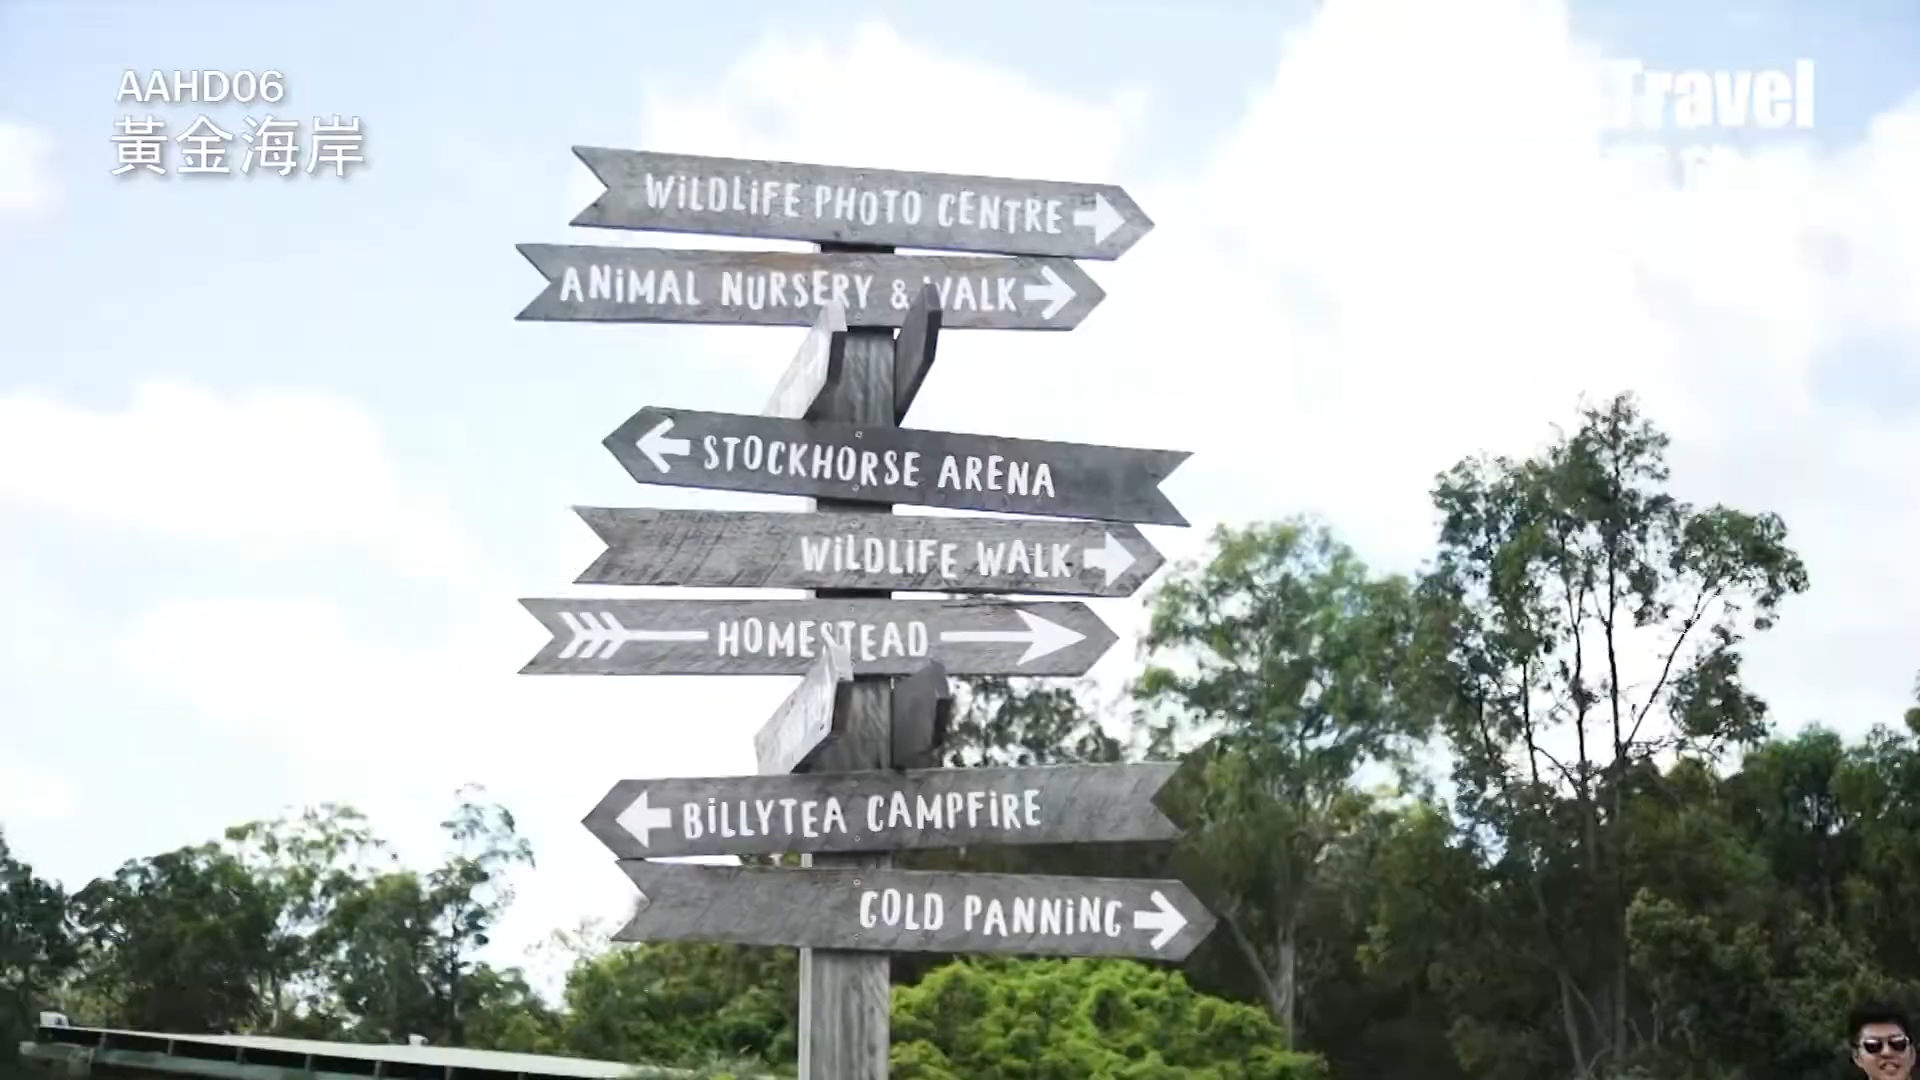 AAHD06
黃金海岸
Travel
WiLDLiFE PHOTO CENTRE
ANiMAL NURSERY & WALK
STOCKHORSE ARENA
WiLDLiFE WALK
HOMESTEAD
BiLLYTEA CAMPFiRE
GOLD PANNiNG